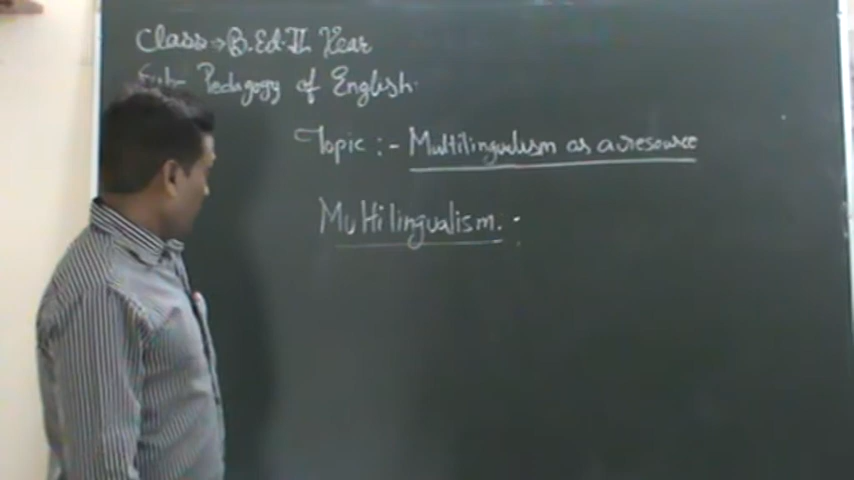 Class → B.Ed. II Year
Pedagogy of English.
Topic :- Multilingualism as a resource
Multilingualism. :